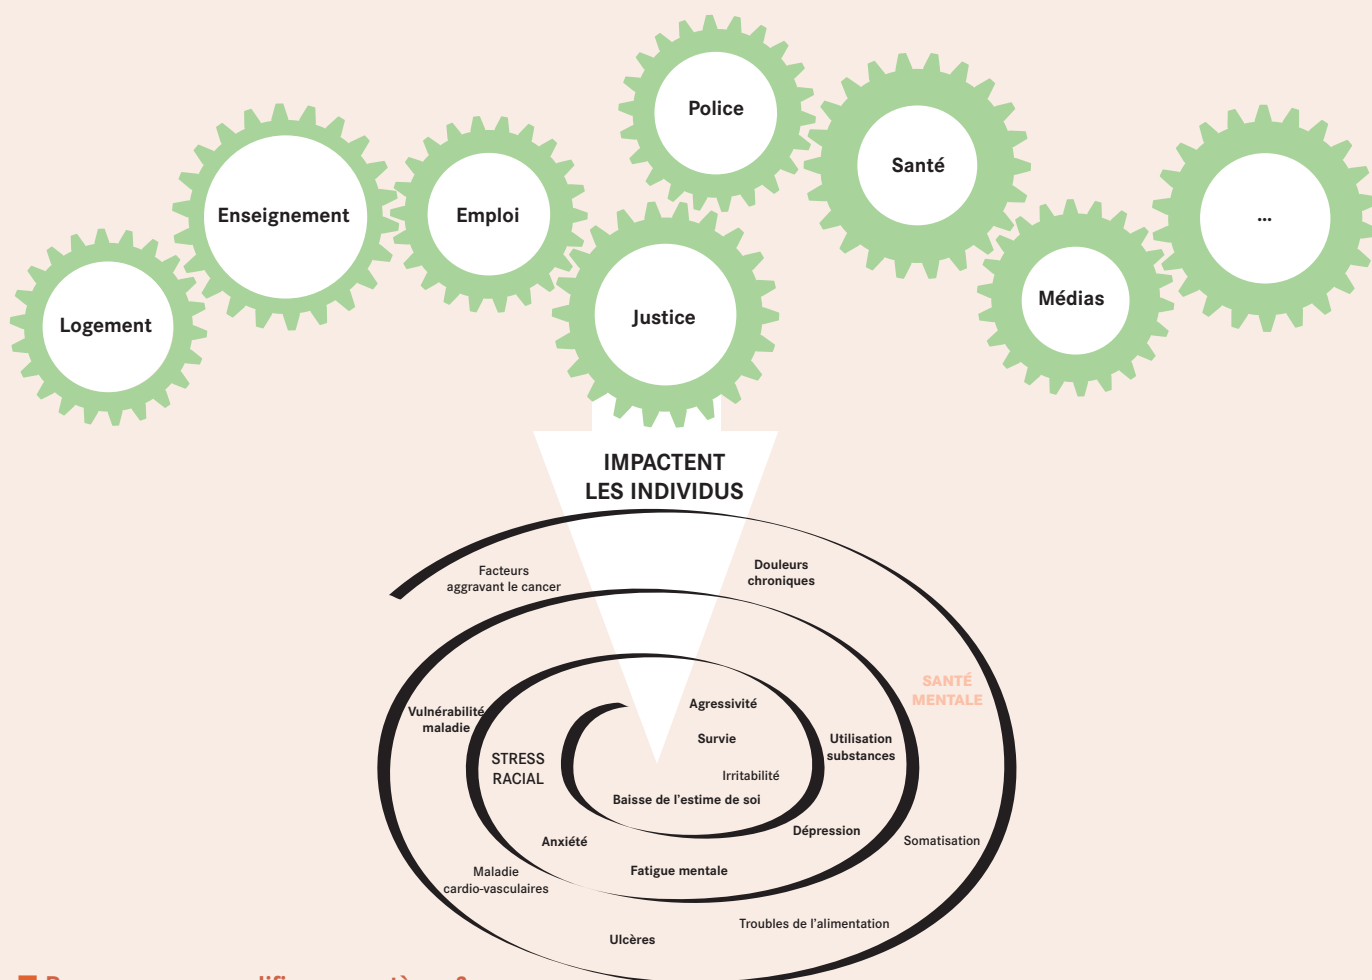 Police
Santé
Enseignement
Emploi
...
Médias
Justice
Logement
IMPACTENT
LES INDIVIDUS
Facteurs
aggravant le cancer
Douleurs
chroniques
SANTÉ
MENTALE
Vulnérabilité
maladie
Agressivité
Survie
Utilisation
substances
STRESS
RACIAL
Irritabilité
Baisse de l'estime de soi
Dépression
Anxiété
Somatisation
Fatigue mentale
Maladie
cardio-vasculaires
Troubles de l'alimentation
Ulcères